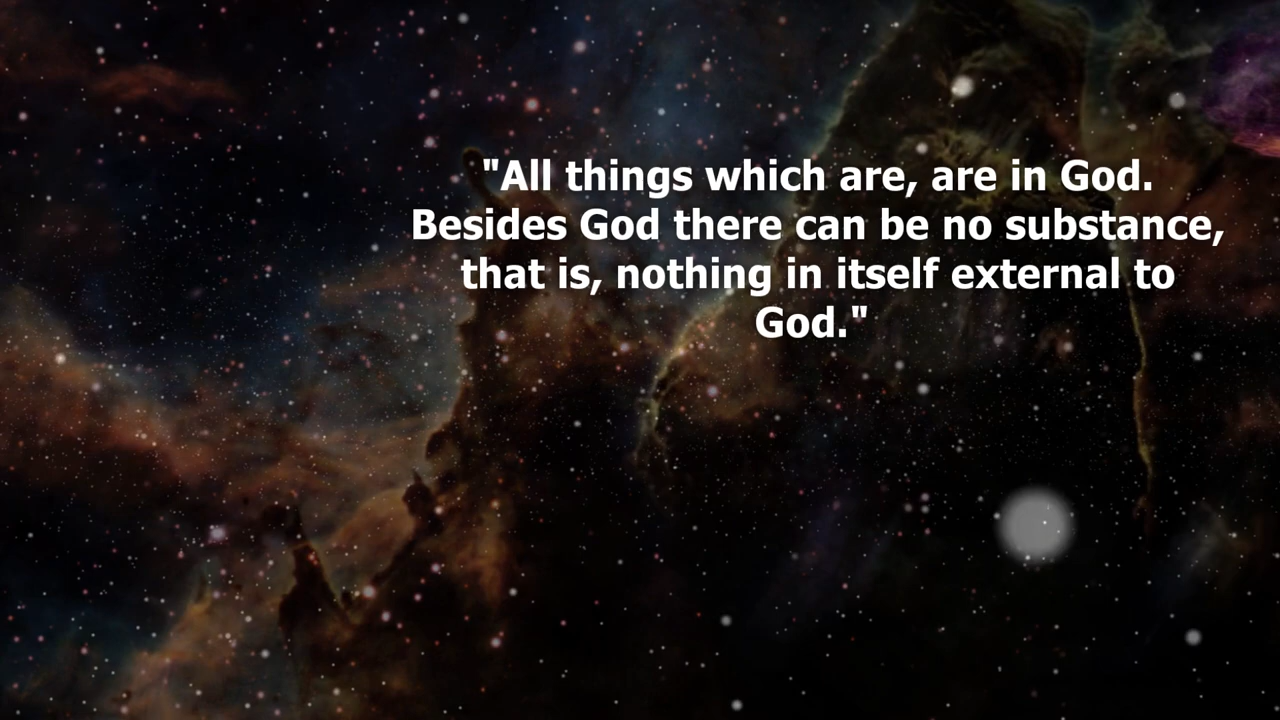 "All things which are, are in God.
Besides God there can be no substance,
that is, nothing in itself external to
God."